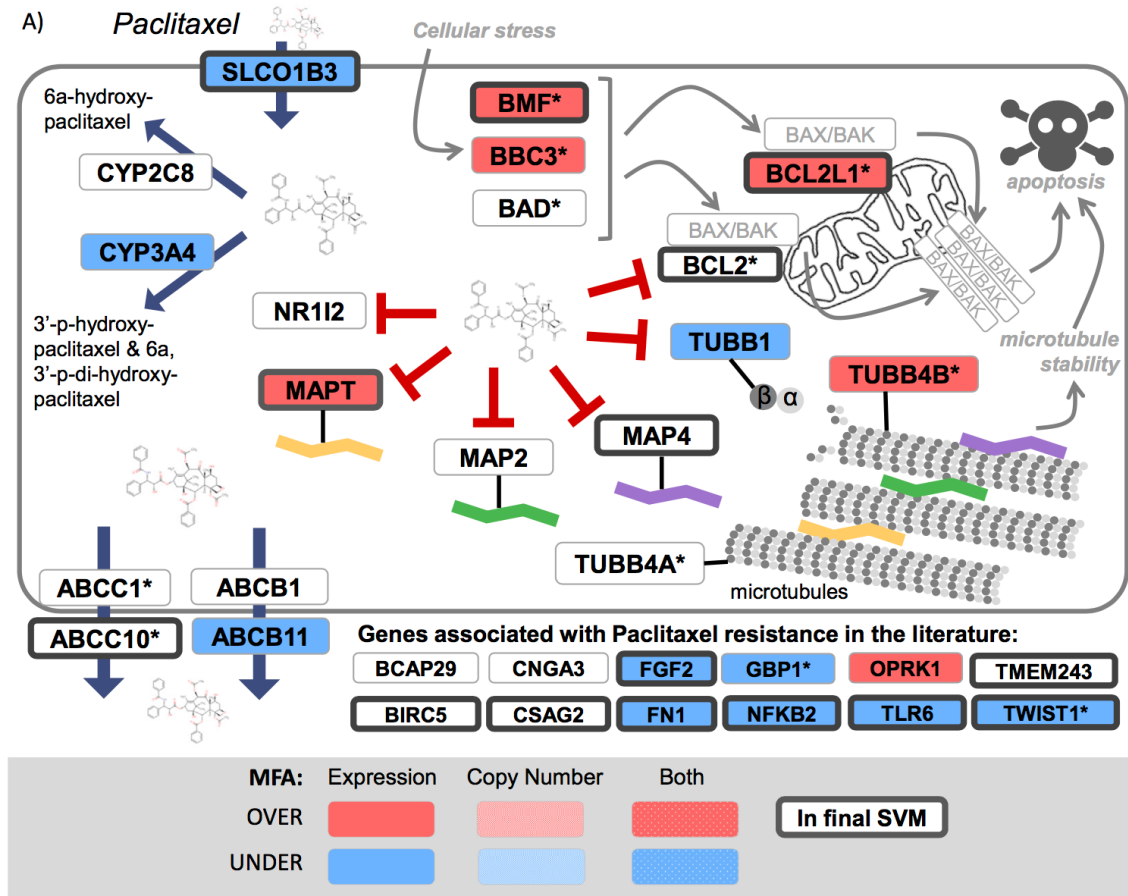 A)
Paclitaxel
Cellular stress
SLCO1B3
6a-hydroxy-
paclitaxel
CYP2C8
CYP3A4
3'-p-hydroxy-
paclitaxel & 6a,
3'-p-di-hydroxy-
paclitaxel
BMF*
BBC3*
BAD*
BAX/BAK
BCL2L1*
BAX/BAK
BCL2*
apoptosis
BAX/BAK
BAX/BAK
BAX/BAK
BAX/BAK
NR1I2
MAPT
MAP2
MAP4
TUBB1
β α
TUBB4B*
microtubule
stability
TUBB4A*
microtubules
ABCC1*
ABCB1
ABCC10*
ABCB11
Genes associated with Paclitaxel resistance in the literature:
BCAP29 CNGA3 FGF2 GBP1* OPRK1 TMEM243
BIRC5 CSAG2 FN1 NFKB2 TLR6 TWIST1*
MFA: Expression Copy Number Both
OVER
In final SVM
UNDER